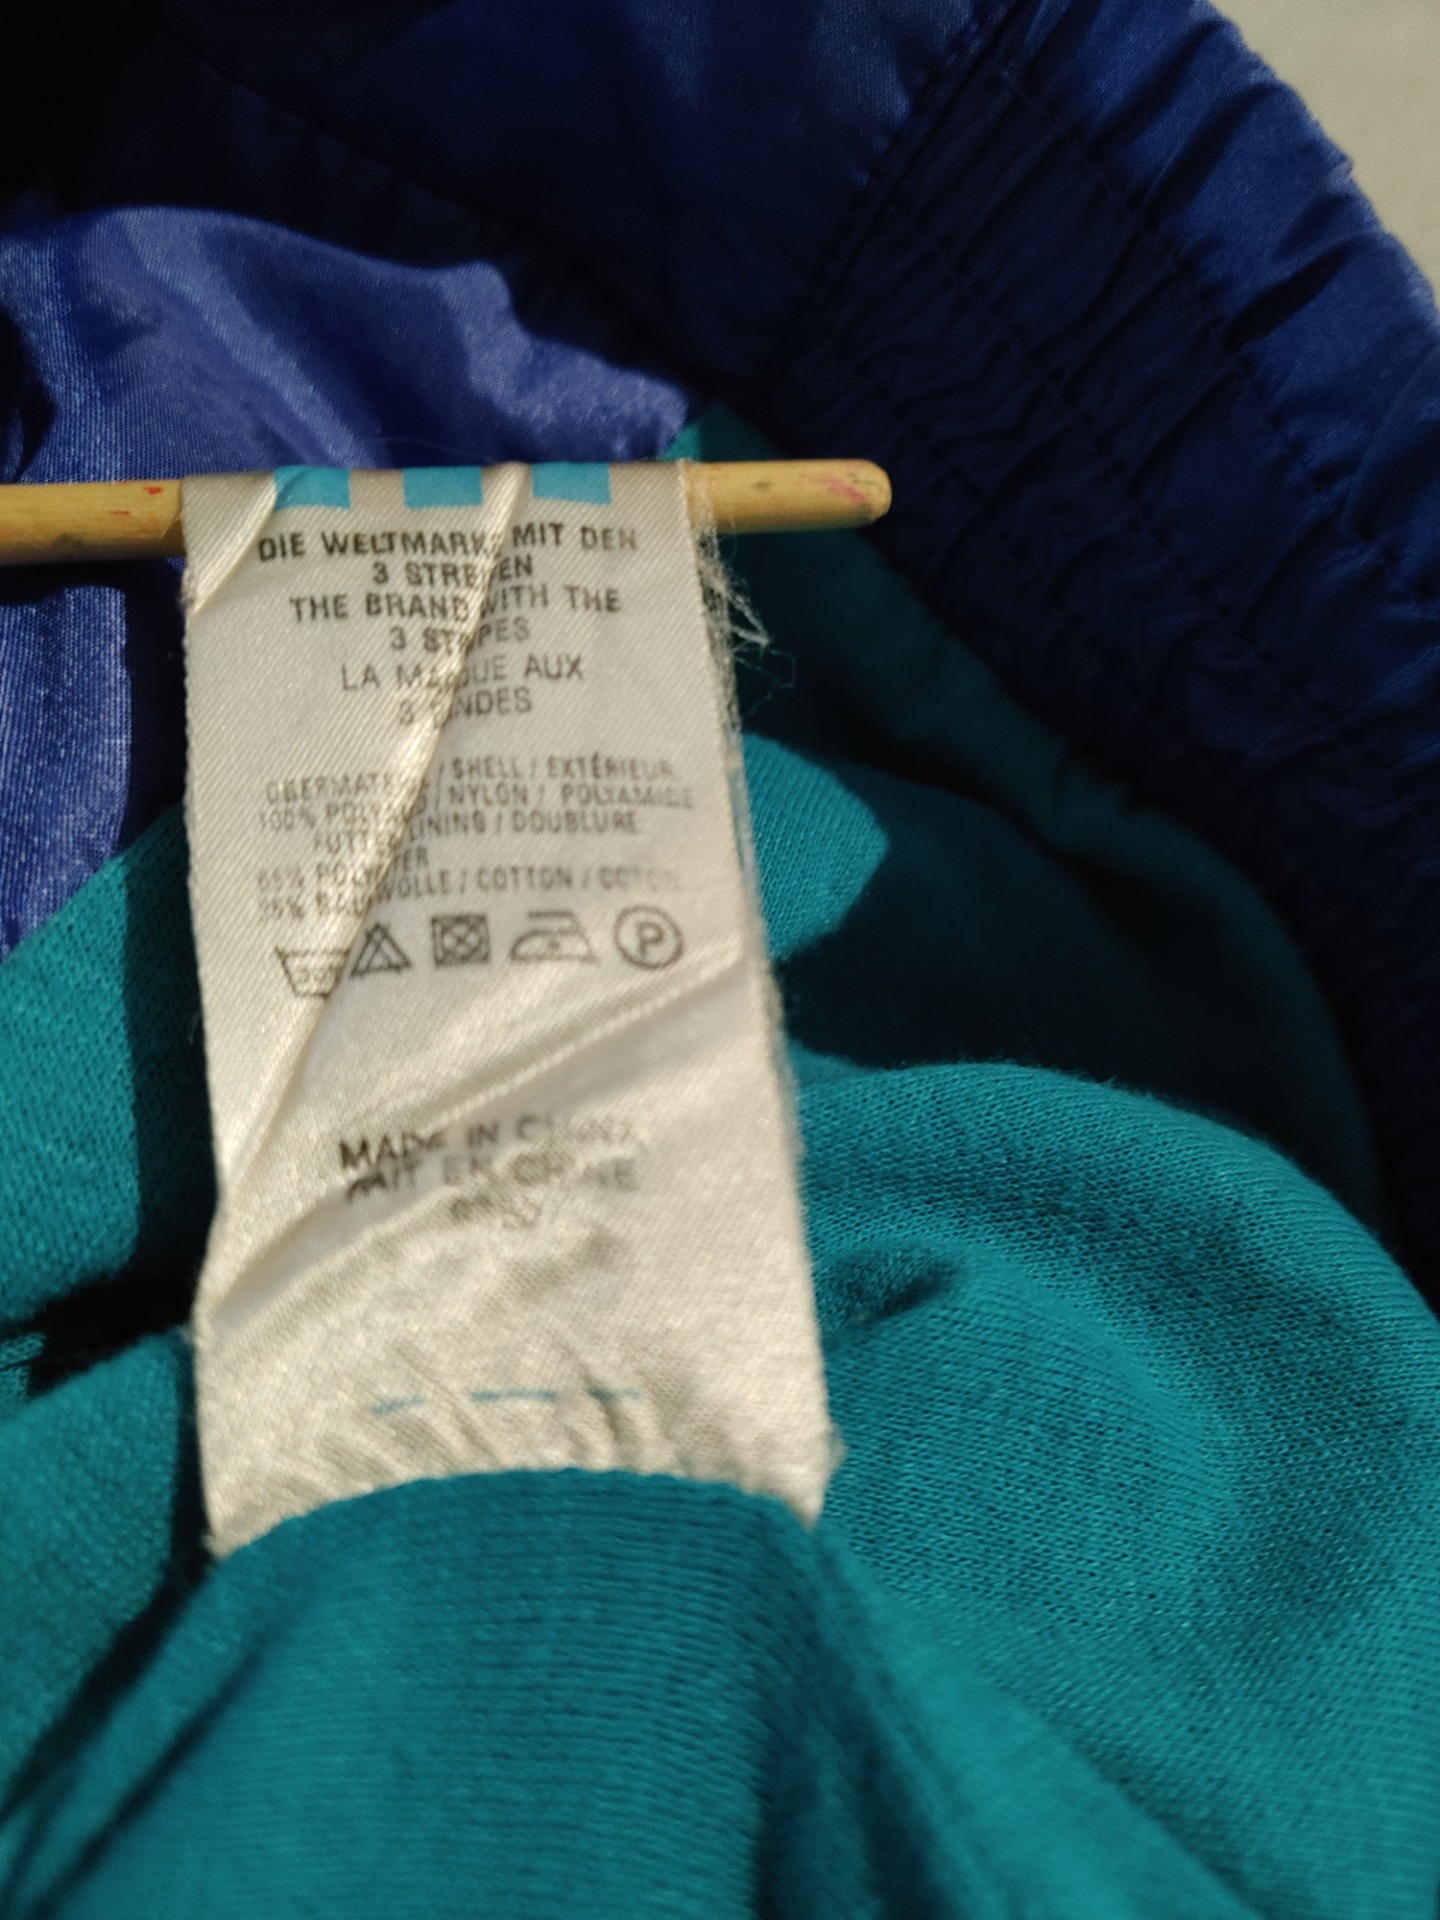 DIE WELTMARKE MIT DEN
3 STREIFEN
THE BRAND WITH THE
3 STRIPES
LA MARQUE AUX
3 BANDES
OBERMATERIAL / SHELL / EXTÉRIEUR
100% POLYAMID / NYLON / POLYAMIDE
FUTTER / LINING / DOUBLURE
65% POLYESTER
35% BAUMWOLLE / COTTON / COTON
30°
P
MADE IN CHINA
FAIT EN CHINE